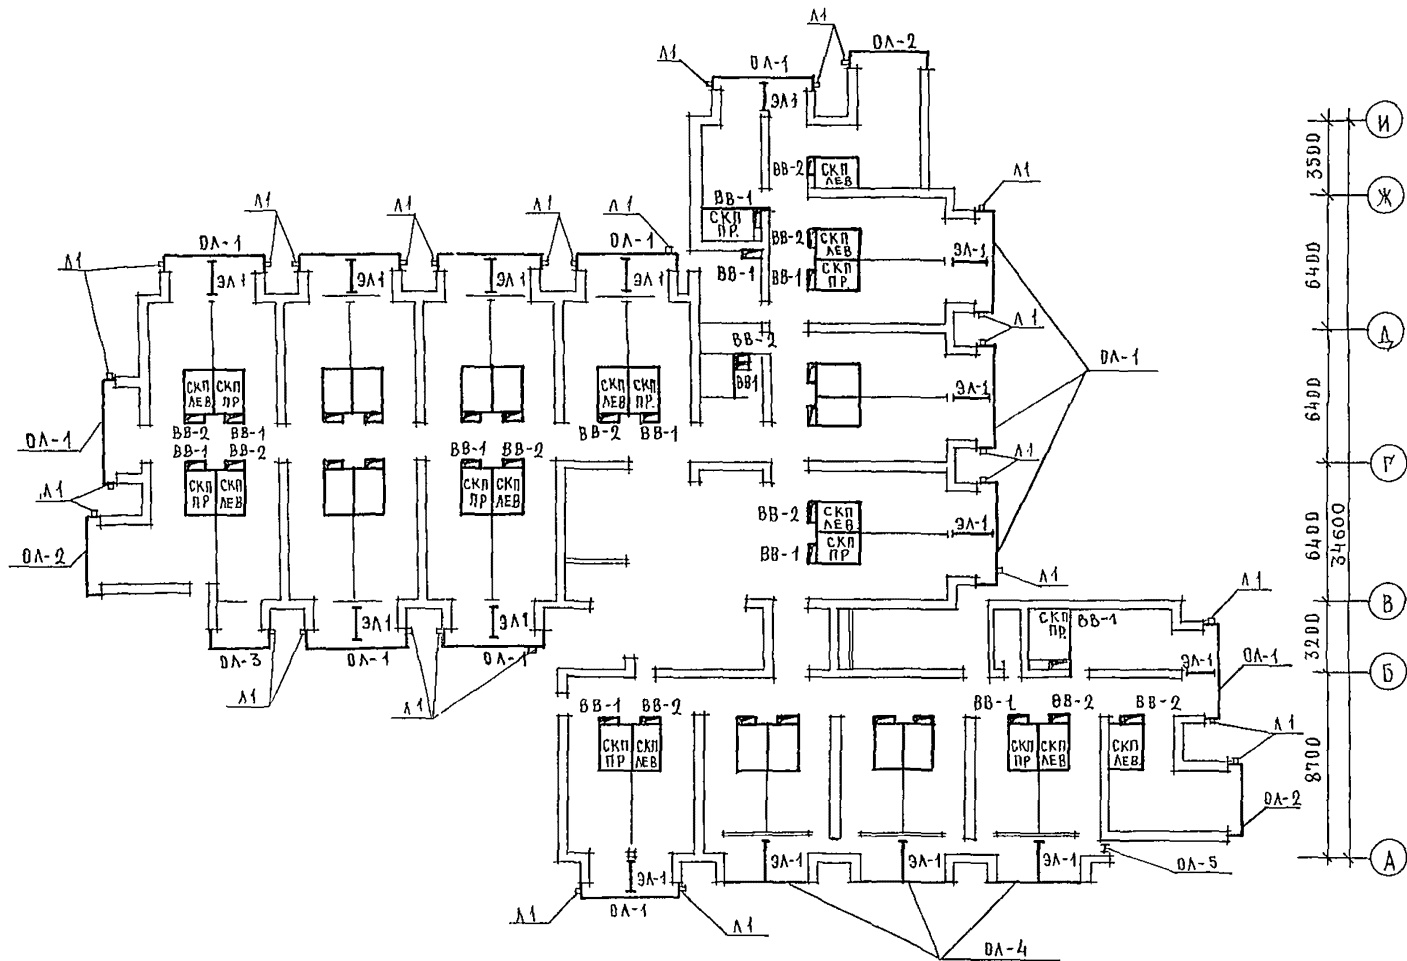 Л1
ОЛ-2
Л1
ОЛ-1
ЭЛ1
И
3500
ВВ-2
СКП
ЛЕВ
Ж
Л1
ВВ-1
СКП
ПР.
Л1
Л1
Л1
Л1
ОЛ-1
ОЛ-1
ВВ-2
СКП
ЛЕВ
ЭЛ-1
6400
ВВ-1
ВВ-1
СКП
ПР.
Л1
ЭЛ1
ЭЛ1
ЭЛ1
ЭЛ1
Л1
Д
ВВ-2
ОЛ-1
ВВ1
ЭЛ-1
6400
СКП
ЛЕВ
СКП
ПР
СКП
ЛЕВ
СКП
ПР.
ВВ-2
ВВ-1
ВВ-2
ВВ-1
ОЛ-1
ВВ-1
ВВ-2
ВВ-1
ВВ-2
Л1
Г
СКП
ПР
СКП
ЛЕВ
СКП
ПР
СКП
ЛЕВ
Л1
ВВ-2
СКП
ЛЕВ
ЭЛ-1
6400
34600
ВВ-1
СКП
ПР
ОЛ-2
Л1
Л1
В
ЭЛ1
ЭЛ1
СКП
ПР.
ВВ-1
3200
ОЛ-3
ОЛ-1
ОЛ-1
ЭЛ-1
ОЛ-1
Б
Л1
Л1
ВВ-1
ВВ-2
ВВ-1
ВВ-2
ВВ-2
Л1
СКП
ПР
СКП
ЛЕВ
СКП
ПР
СКП
ЛЕВ
СКП
ЛЕВ
8700
ОЛ-2
ЭЛ-1
ЭЛ-1
ЭЛ-1
ЭЛ-1
ОЛ-5
А
ОЛ-1
Л1
Л1
ОЛ-4